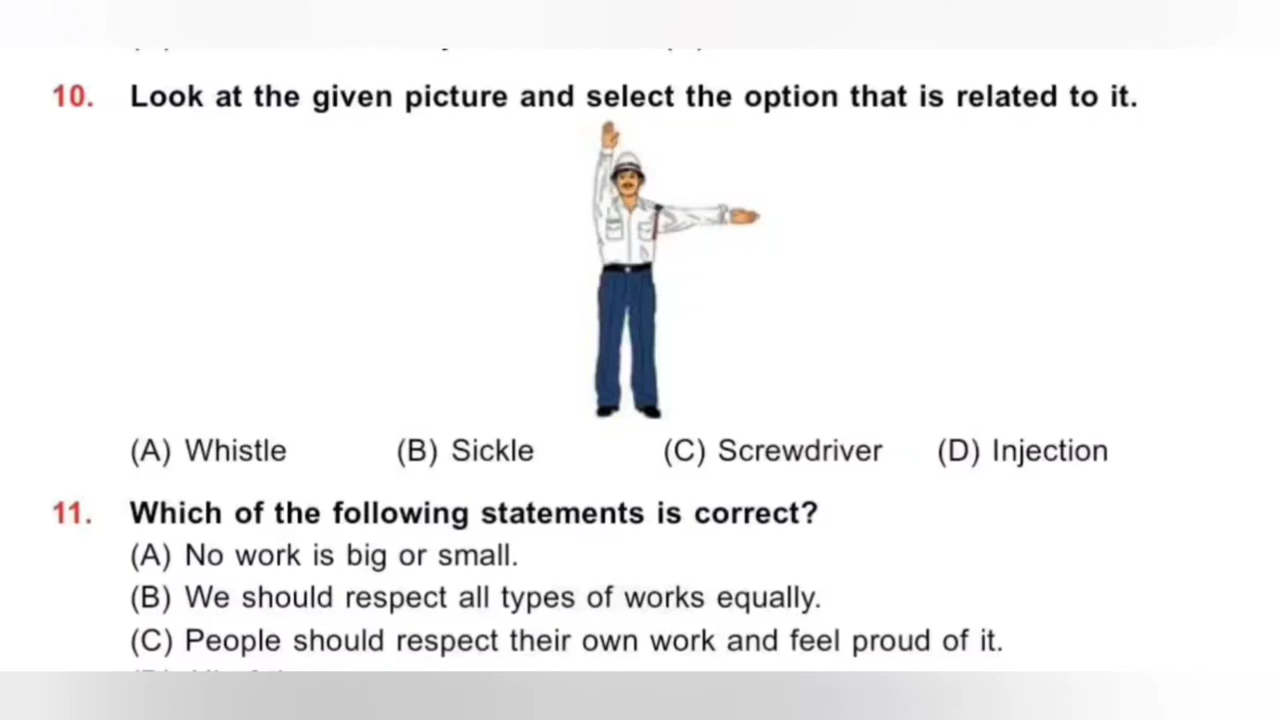 10. Look at the given picture and select the option that is related to it.
(A) Whistle (B) Sickle (C) Screwdriver (D) Injection
11. Which of the following statements is correct?
(A) No work is big or small.
(B) We should respect all types of works equally.
(C) People should respect their own work and feel proud of it.